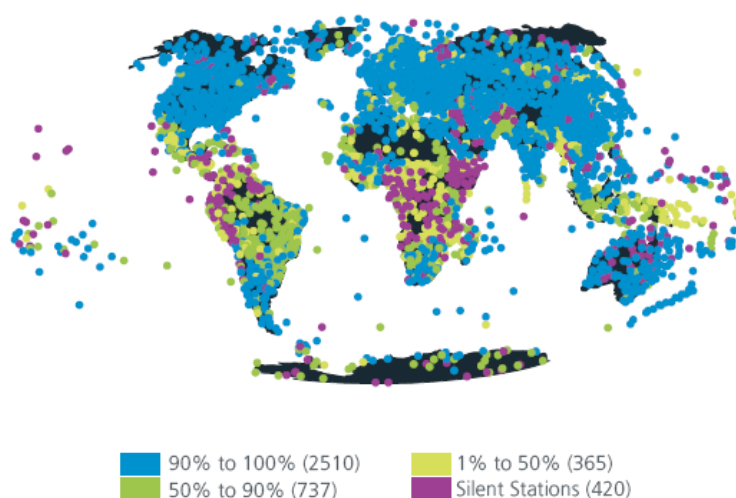 90% to 100% (2510)
1% to 50% (365)
50% to 90% (737)
Silent Stations (420)